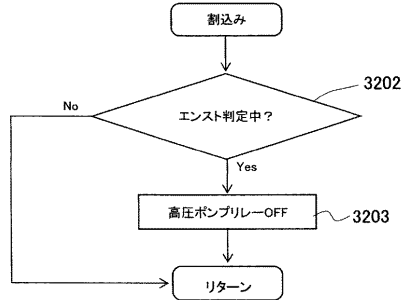 割込み
3202
No
エンスト判定中？
Yes
高圧ポンプリレーOFF
3203
リターン